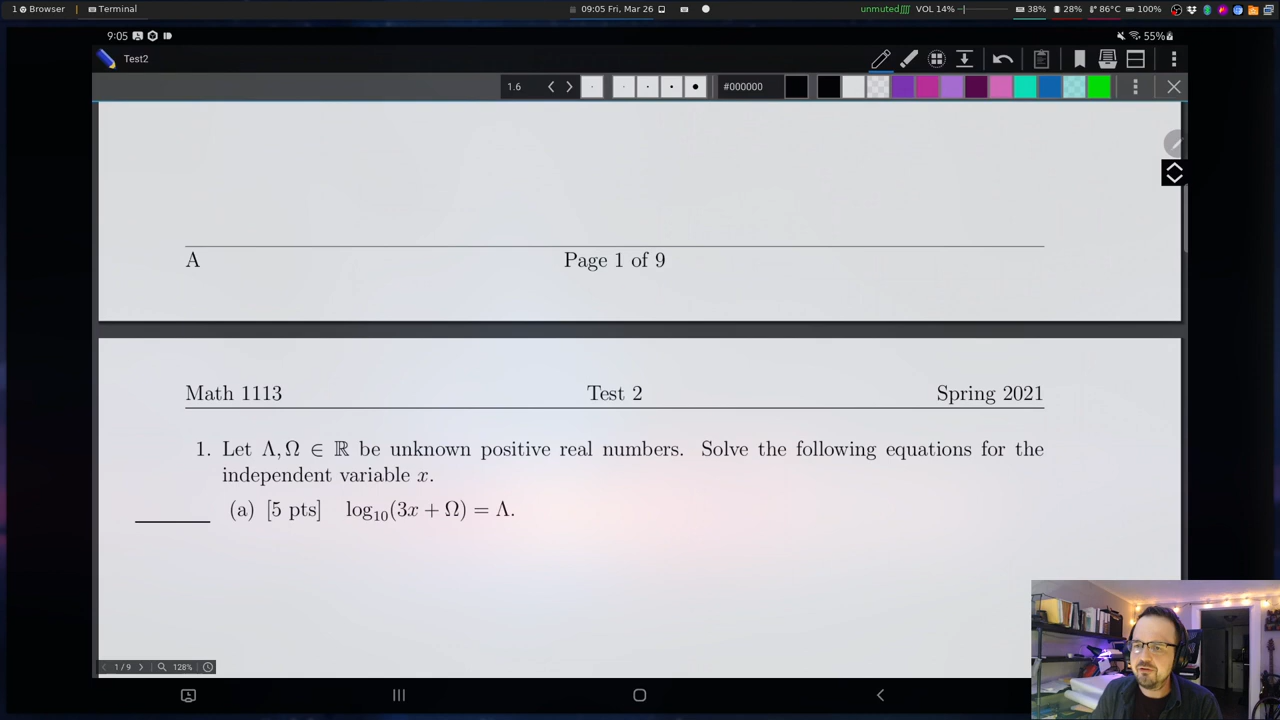 1 Browser Terminal 09:05 Fri, Mar 26 unmuted VOL 14% 38% 28% 86°C 100%
9:05 55%
Test2
1.6 #000000
A Page 1 of 9
Math 1113 Test 2 Spring 2021
1. Let Λ, Ω ∈ ℝ be unknown positive real numbers. Solve the following equations for the
independent variable x.
(a) [5 pts] log₁₀(3x + Ω) = Λ.
1 / 9 128%